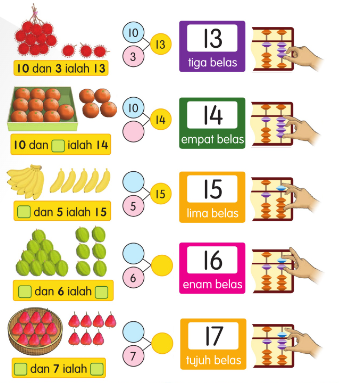 10
3
13
13
tiga belas
10 dan 3 ialah 13
10
14
14
empat belas
10 dan ialah 14
5
15
15
lima belas
dan 5 ialah 15
6
16
enam belas
dan 6 ialah
7
17
tujuh belas
dan 7 ialah